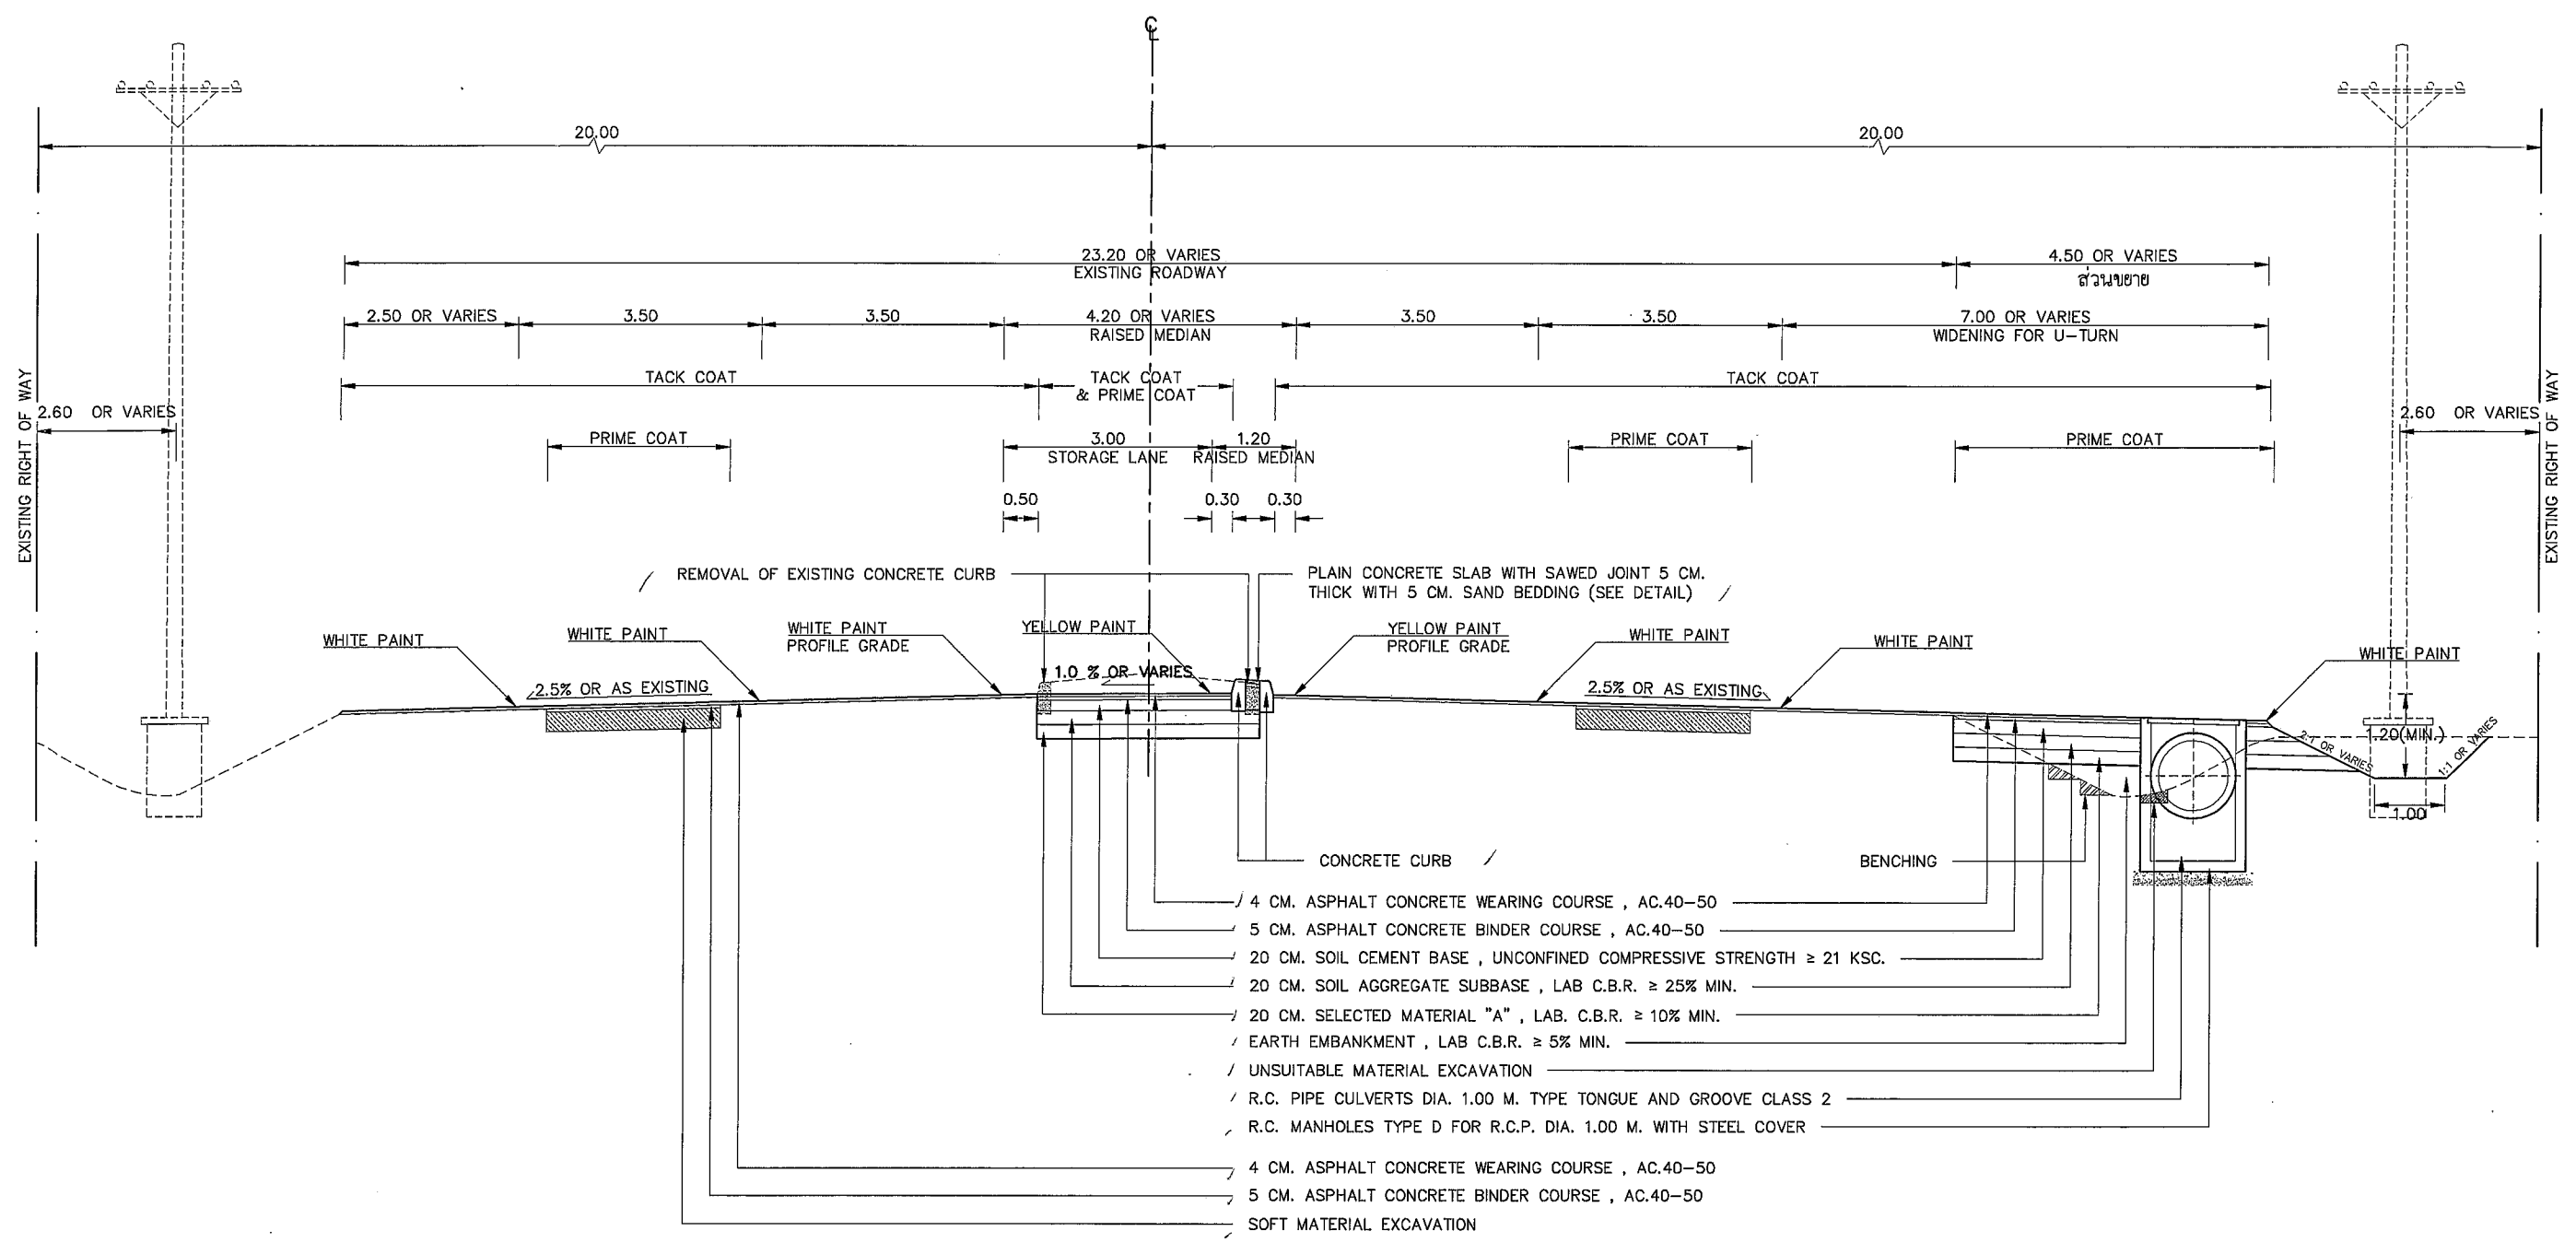 ℄
20.00 20.00
23.20 OR VARIES 4.50 OR VARIES
EXISTING ROADWAY ส่วนขยาย
2.50 OR VARIES 3.50 3.50 4.20 OR VARIES 3.50 3.50 7.00 OR VARIES
RAISED MEDIAN WIDENING FOR U-TURN
TACK COAT TACK COAT TACK COAT
& PRIME COAT
EXISTING RIGHT OF WAY
2.60 OR VARIES 2.60 OR VARIES
EXISTING RIGHT OF WAY
PRIME COAT 3.00 1.20 PRIME COAT PRIME COAT
STORAGE LANE RAISED MEDIAN
0.50 0.30 0.30
REMOVAL OF EXISTING CONCRETE CURB
PLAIN CONCRETE SLAB WITH SAWED JOINT 5 CM.
THICK WITH 5 CM. SAND BEDDING (SEE DETAIL)
WHITE PAINT
WHITE PAINT
WHITE PAINT
PROFILE GRADE
YELLOW PAINT
YELLOW PAINT
PROFILE GRADE
WHITE PAINT
WHITE PAINT
WHITE PAINT
2.5% OR AS EXISTING
1.0 % OR VARIES
2.5% OR AS EXISTING
2:1 OR VARIES
1.20(MIN.)
1:1 OR VARIES
1.00
CONCRETE CURB
BENCHING
4 CM. ASPHALT CONCRETE WEARING COURSE , AC.40-50
5 CM. ASPHALT CONCRETE BINDER COURSE , AC.40-50
20 CM. SOIL CEMENT BASE , UNCONFINED COMPRESSIVE STRENGTH ≥ 21 KSC.
20 CM. SOIL AGGREGATE SUBBASE , LAB C.B.R. ≥ 25% MIN.
20 CM. SELECTED MATERIAL "A" , LAB. C.B.R. ≥ 10% MIN.
EARTH EMBANKMENT , LAB C.B.R. ≥ 5% MIN.
UNSUITABLE MATERIAL EXCAVATION
R.C. PIPE CULVERTS DIA. 1.00 M. TYPE TONGUE AND GROOVE CLASS 2
R.C. MANHOLES TYPE D FOR R.C.P. DIA. 1.00 M. WITH STEEL COVER
4 CM. ASPHALT CONCRETE WEARING COURSE , AC.40-50
5 CM. ASPHALT CONCRETE BINDER COURSE , AC.40-50
SOFT MATERIAL EXCAVATION